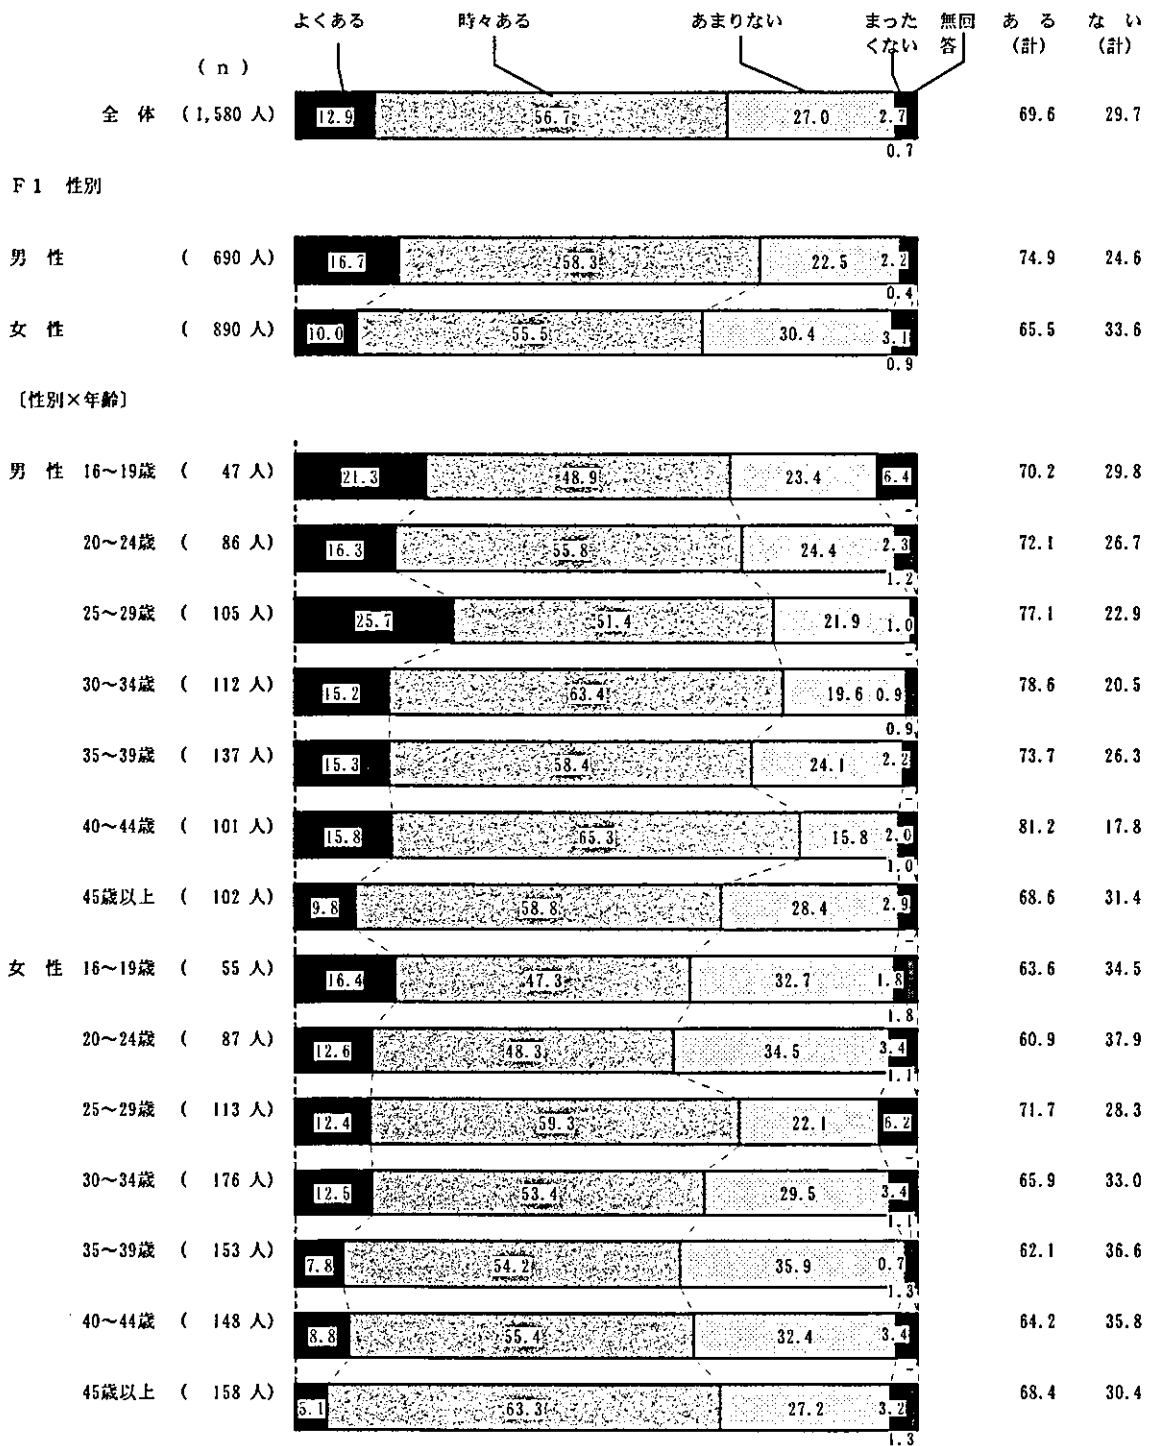 よくある 時々ある あまりない まったくない 無回答 ある(計) ない(計)
(n)
全体 (1,580人) 12.9 56.7 27.0 2.7 69.6 29.7
0.7
F1 性別
男性 (690人) 16.7 58.3 22.5 2.2 74.9 24.6
0.4
女性 (890人) 10.0 55.5 30.4 3.1 65.5 33.6
0.9
〔性別×年齢〕
男性 16〜19歳 (47人) 21.3 48.9 23.4 6.4 70.2 29.8
-
20〜24歳 (86人) 16.3 55.8 24.4 2.3 72.1 26.7
1.2
25〜29歳 (105人) 25.7 51.4 21.9 1.0 77.1 22.9
-
30〜34歳 (112人) 15.2 63.4 19.6 0.9 78.6 20.5
0.9
35〜39歳 (137人) 15.3 58.4 24.1 2.2 73.7 26.3
-
40〜44歳 (101人) 15.8 65.3 15.8 2.0 81.2 17.8
1.0
45歳以上 (102人) 9.8 58.8 28.4 2.9 68.6 31.4
-
女性 16〜19歳 (55人) 16.4 47.3 32.7 1.8 63.6 34.5
1.8
20〜24歳 (87人) 12.6 48.3 34.5 3.4 60.9 37.9
1.1
25〜29歳 (113人) 12.4 59.3 22.1 6.2 71.7 28.3
-
30〜34歳 (176人) 12.5 53.4 29.5 3.4 65.9 33.0
1.1
35〜39歳 (153人) 7.8 54.2 35.9 0.7 62.1 36.6
1.3
40〜44歳 (148人) 8.8 55.4 32.4 3.4 64.2 35.8
-
45歳以上 (158人) 5.1 63.3 27.2 3.2 68.4 30.4
1.3